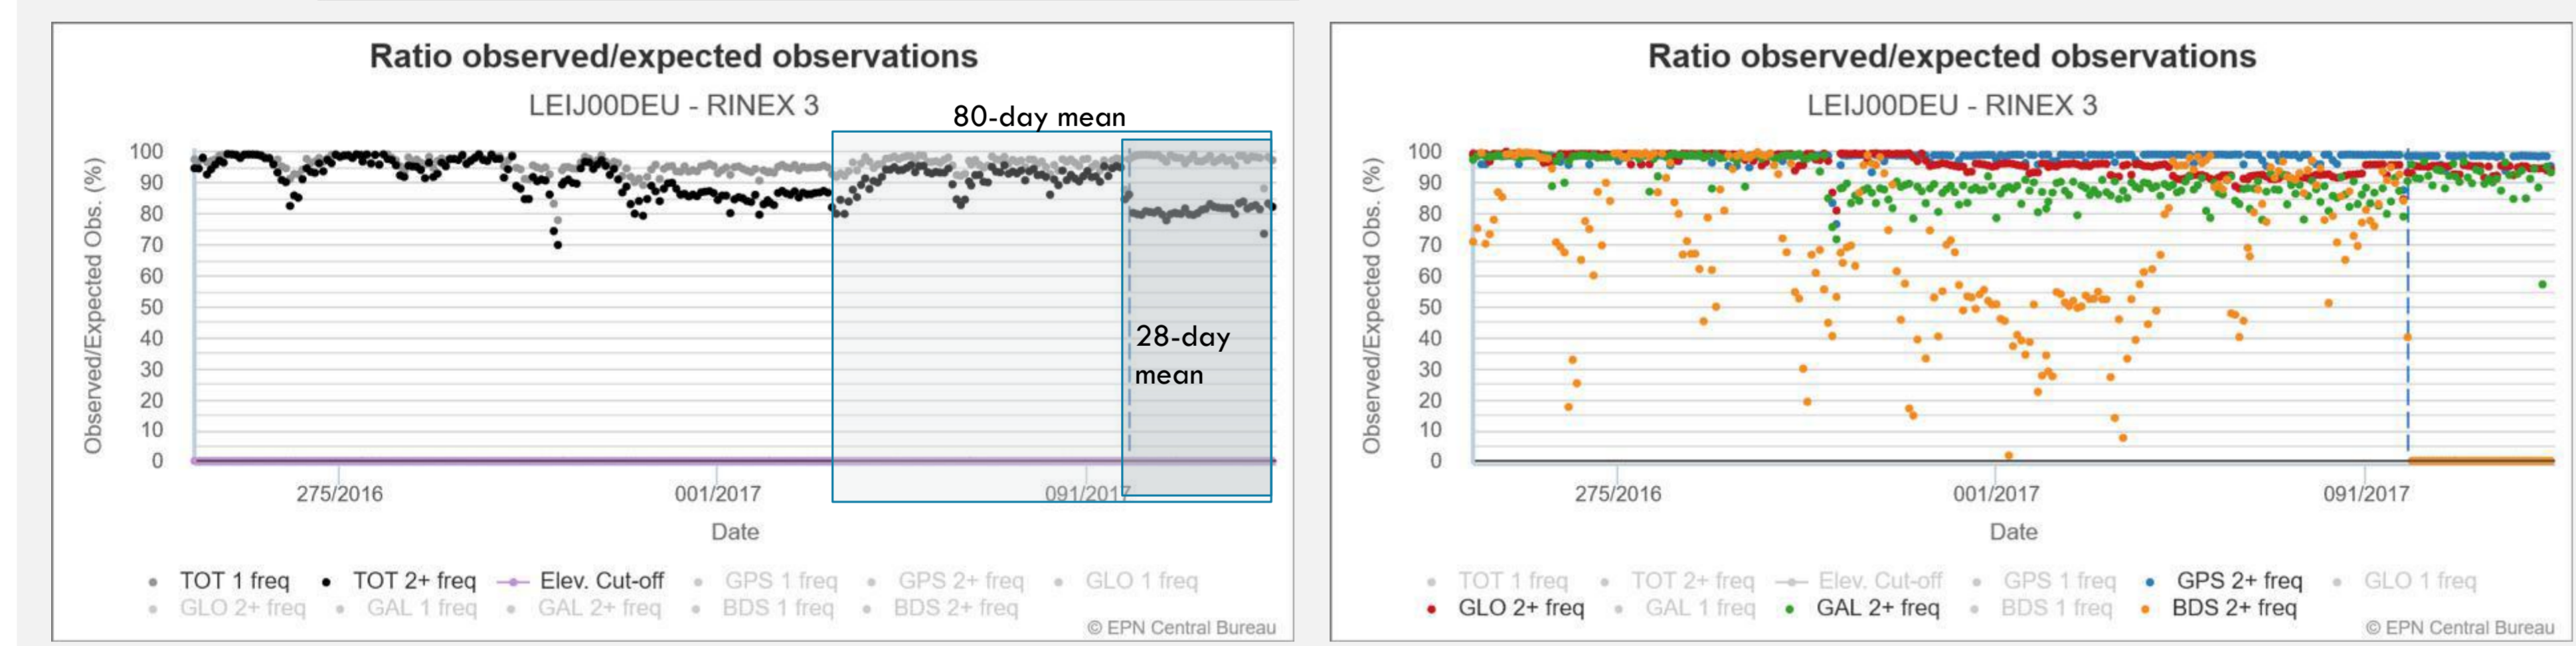 Ratio observed/expected observations
LEIJ00DEU - RINEX 3
80-day mean
Observed/Expected Obs. (%)
100
90
80
70
60
50
40
30
20
10
0
28-day
mean
275/2016
001/2017
091/2017
Date
TOT 1 freq TOT 2+ freq Elev. Cut-off GPS 1 freq GPS 2+ freq GLO 1 freq
GLO 2+ freq GAL 1 freq GAL 2+ freq BDS 1 freq BDS 2+ freq
© EPN Central Bureau
Ratio observed/expected observations
LEIJ00DEU - RINEX 3
Observed/Expected Obs. (%)
100
90
80
70
60
50
40
30
20
10
0
275/2016
001/2017
091/2017
Date
TOT 1 freq TOT 2+ freq Elev. Cut-off GPS 1 freq GPS 2+ freq GLO 1 freq
GLO 2+ freq GAL 1 freq GAL 2+ freq BDS 1 freq BDS 2+ freq
© EPN Central Bureau